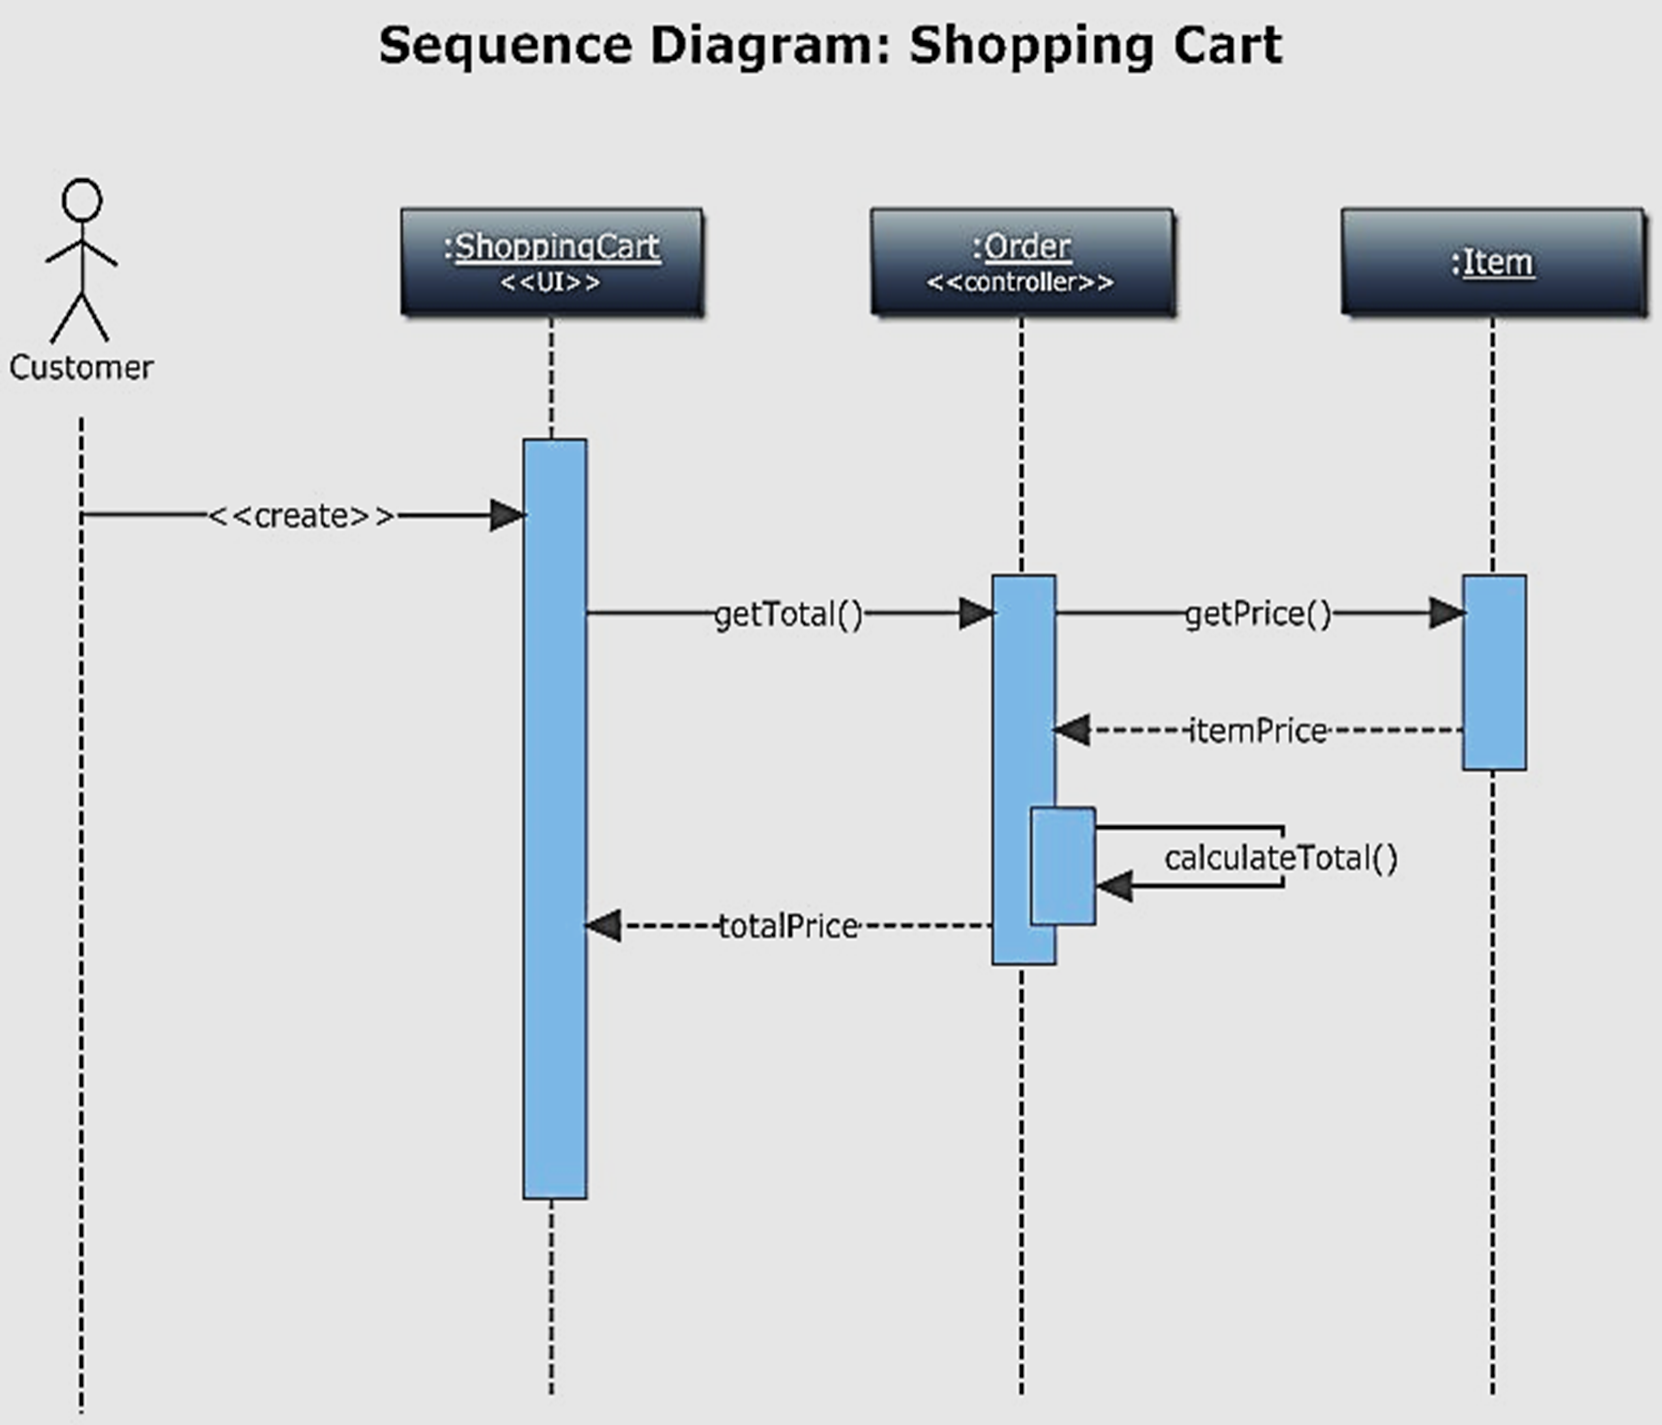 Sequence Diagram: Shopping Cart
:ShoppingCart
<<UI>>
:Order
<<controller>>
:Item
Customer
<<create>>
getTotal()
getPrice()
itemPrice
calculateTotal()
totalPrice